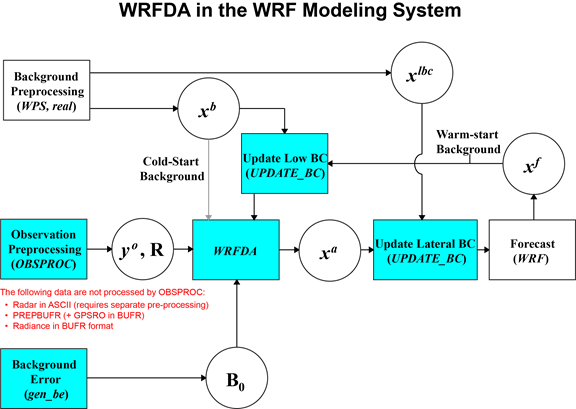 WRFDA in the WRF Modeling System
Background
Preprocessing
(WPS, real)
x^b
x^lbc
Cold-Start
Background
Update Low BC
(UPDATE_BC)
Warm-start
Background
x^f
Observation
Preprocessing
(OBSPROC)
y^o, R
WRFDA
x^a
Update Lateral BC
(UPDATE_BC)
Forecast
(WRF)
The following data are not processed by OBSPROC:
• Radar in ASCII (requires separate pre-processing)
• PREPBUFR (+ GPSRO in BUFR)
• Radiance in BUFR format
Background
Error
(gen_be)
B₀